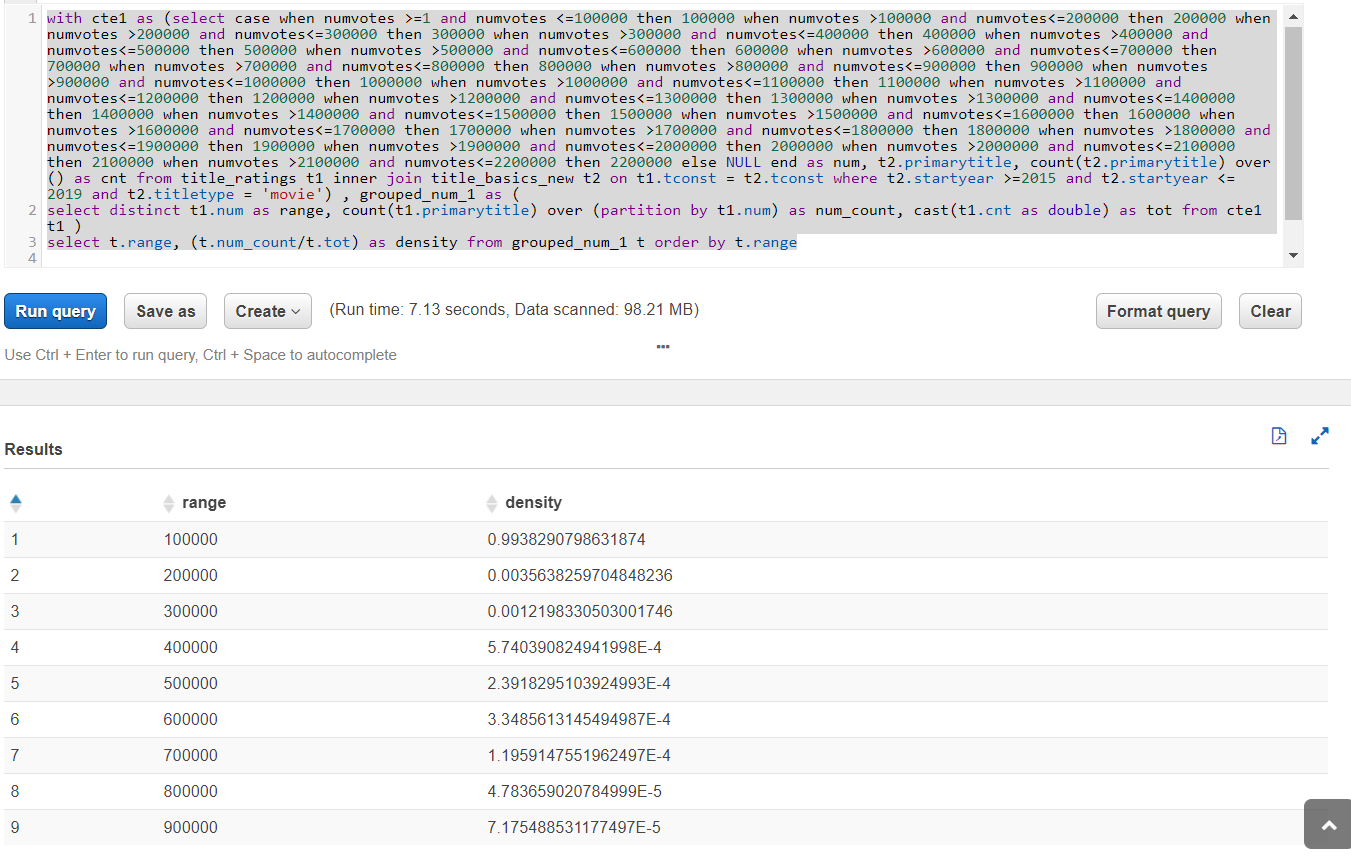 1 with cte1 as (select case when numvotes >=1 and numvotes <=100000 then 100000 when numvotes >100000 and numvotes<=200000 then 200000 when
numvotes >200000 and numvotes<=300000 then 300000 when numvotes >300000 and numvotes<=400000 then 400000 when numvotes >400000 and
numvotes<=500000 then 500000 when numvotes >500000 and numvotes<=600000 then 600000 when numvotes >600000 and numvotes<=700000 then
700000 when numvotes >700000 and numvotes<=800000 then 800000 when numvotes >800000 and numvotes<=900000 then 900000 when numvotes
>900000 and numvotes<=1000000 then 1000000 when numvotes >1000000 and numvotes<=1100000 then 1100000 when numvotes >1100000 and
numvotes<=1200000 then 1200000 when numvotes >1200000 and numvotes<=1300000 then 1300000 when numvotes >1300000 and numvotes<=1400000
then 1400000 when numvotes >1400000 and numvotes<=1500000 then 1500000 when numvotes >1500000 and numvotes<=1600000 then 1600000 when
numvotes >1600000 and numvotes<=1700000 then 1700000 when numvotes >1700000 and numvotes<=1800000 then 1800000 when numvotes >1800000 and
numvotes<=1900000 then 1900000 when numvotes >1900000 and numvotes<=2000000 then 2000000 when numvotes >2000000 and numvotes<=2100000
then 2100000 when numvotes >2100000 and numvotes<=2200000 then 2200000 else NULL end as num, t2.primarytitle, count(t2.primarytitle) over
() as cnt from title_ratings t1 inner join title_basics_new t2 on t1.tconst = t2.tconst where t2.startyear >=2015 and t2.startyear <=
2019 and t2.titletype = 'movie') , grouped_num_1 as (
2 select distinct t1.num as range, count(t1.primarytitle) over (partition by t1.num) as num_count, cast(t1.cnt as double) as tot from cte1
t1 )
3 select t.range, (t.num_count/t.tot) as density from grouped_num_1 t order by t.range
4
Run query Save as Create (Run time: 7.13 seconds, Data scanned: 98.21 MB) Format query Clear
Use Ctrl + Enter to run query, Ctrl + Space to autocomplete
Results
range density
1 100000 0.9938290798631874
2 200000 0.0035638259704848236
3 300000 0.0012198330503001746
4 400000 5.740390824941998E-4
5 500000 2.3918295103924993E-4
6 600000 3.3485613145494987E-4
7 700000 1.1959147551962497E-4
8 800000 4.783659020784999E-5
9 900000 7.175488531177497E-5